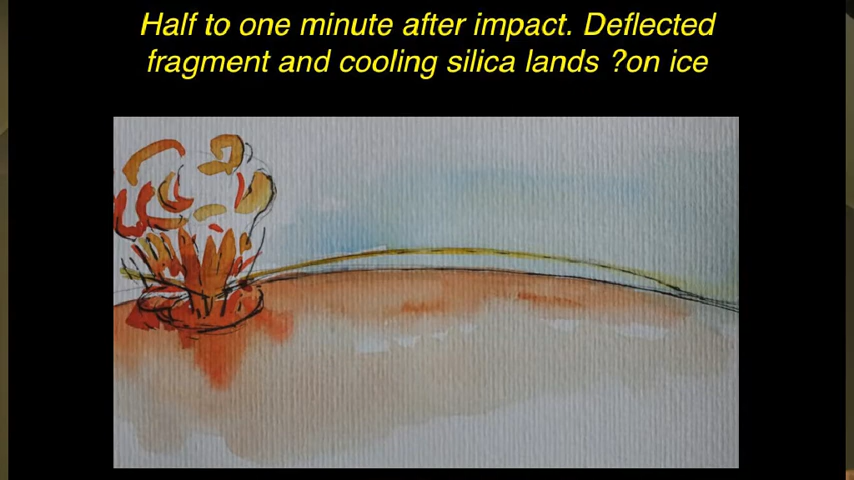 Half to one minute after impact. Deflected
fragment and cooling silica lands ?on ice